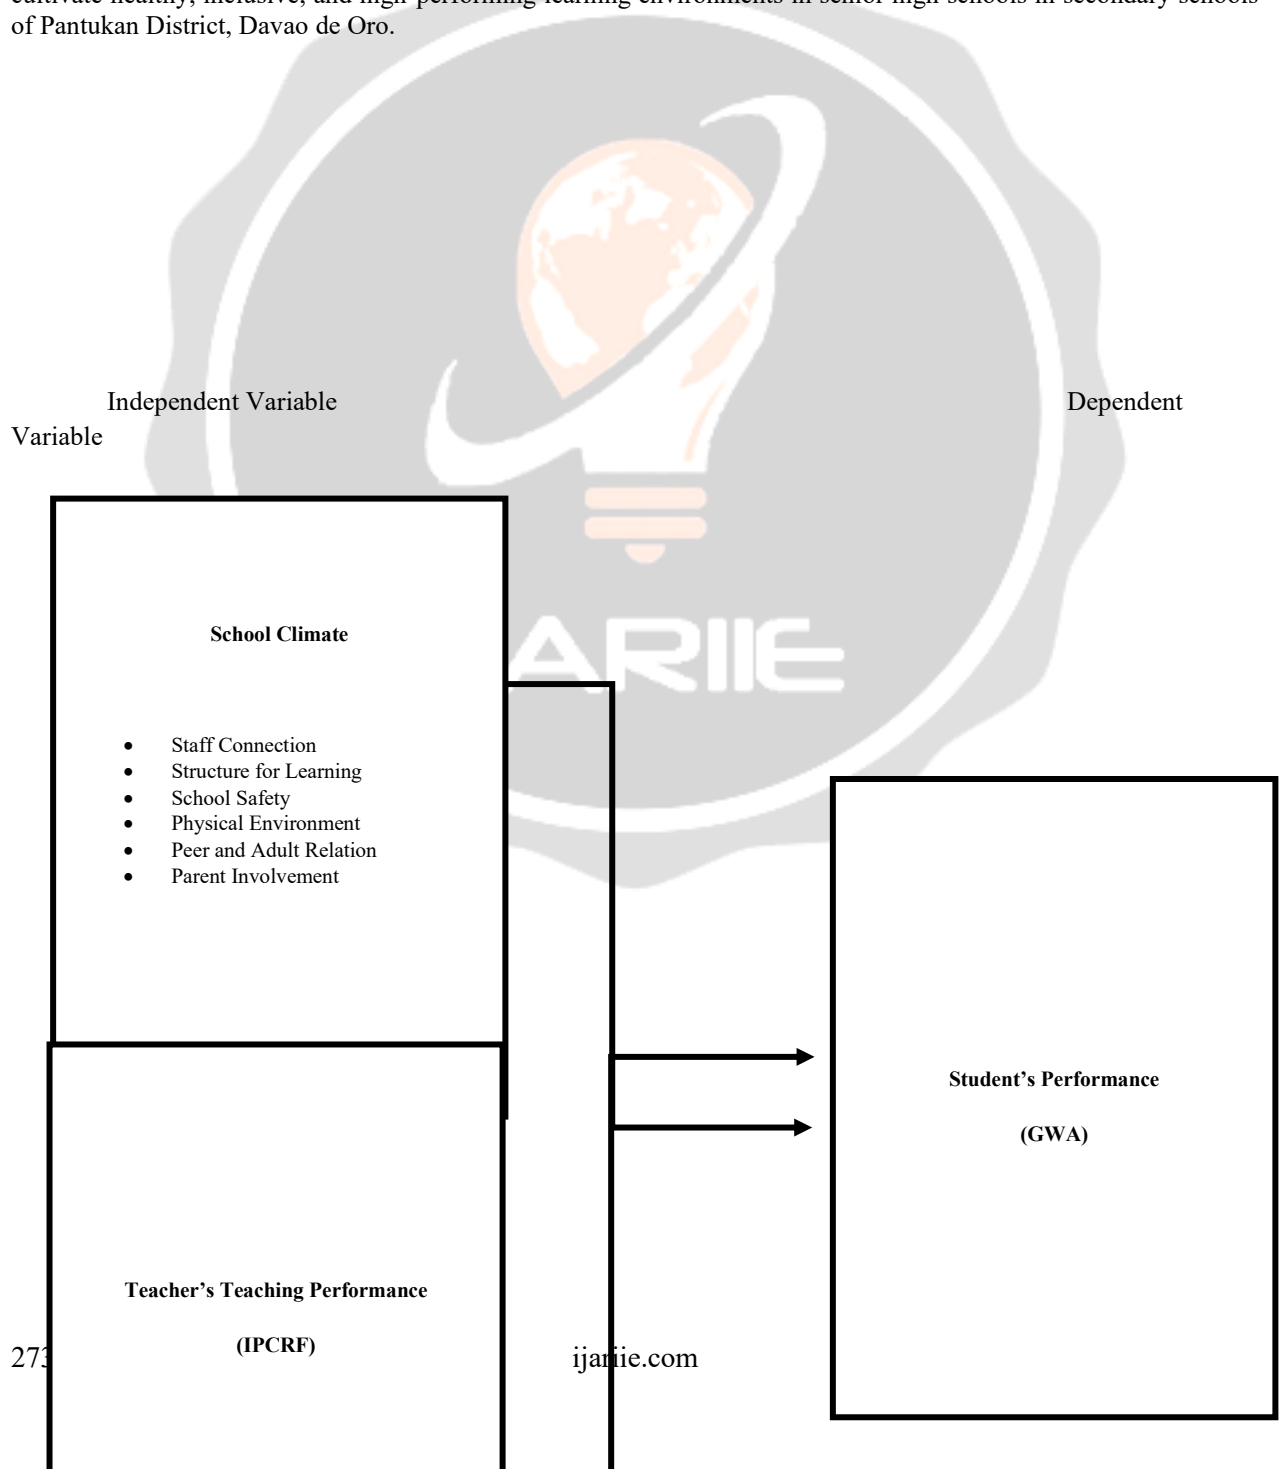 cultivate healthy, inclusive, and high-performing learning environments in senior high schools in secondary schools
of Pantukan District, Davao de Oro.
Independent Variable Dependent
Variable
ARIIE
School Climate
• Staff Connection
• Structure for Learning
• School Safety
• Physical Environment
• Peer and Adult Relation
• Parent Involvement
Student's Performance
(GWA)
Teacher's Teaching Performance
(IPCRF)
273
ijariie.com